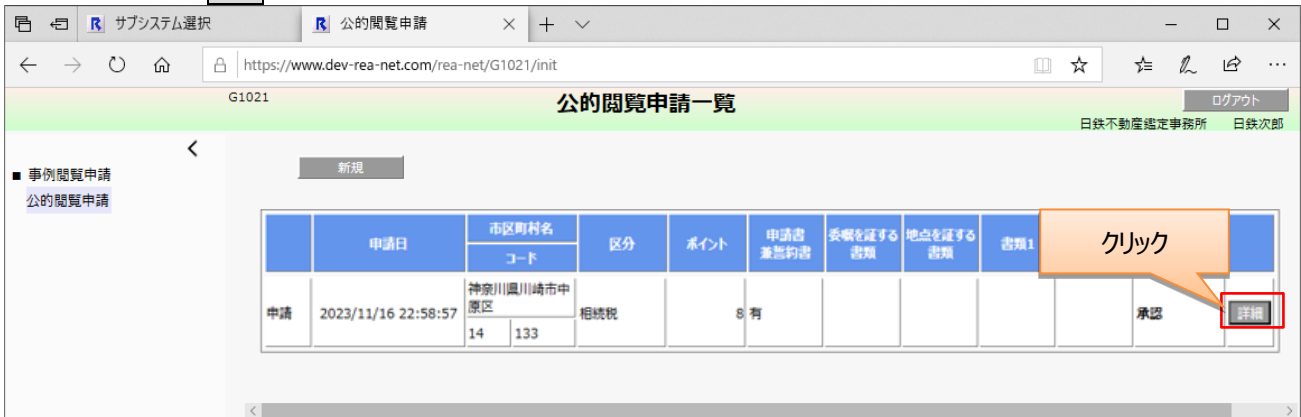 サブシステム選択
公的閲覧申請
https://www.dev-rea-net.com/rea-net/G1021/init
G1021
公的閲覧申請一覧
ログアウト
日鉄不動産鑑定事務所 日鉄次郎
■ 事例閲覧申請
公的閲覧申請
新規
申請日
市区町村名
コード
区分
ポイント
申請書
兼誓約書
委嘱を証する
書類
地点を証する
書類
書類1
クリック
申請
2023/11/16 22:58:57
神奈川県川崎市中
原区
14 133
相続税
8
有
承認
詳細